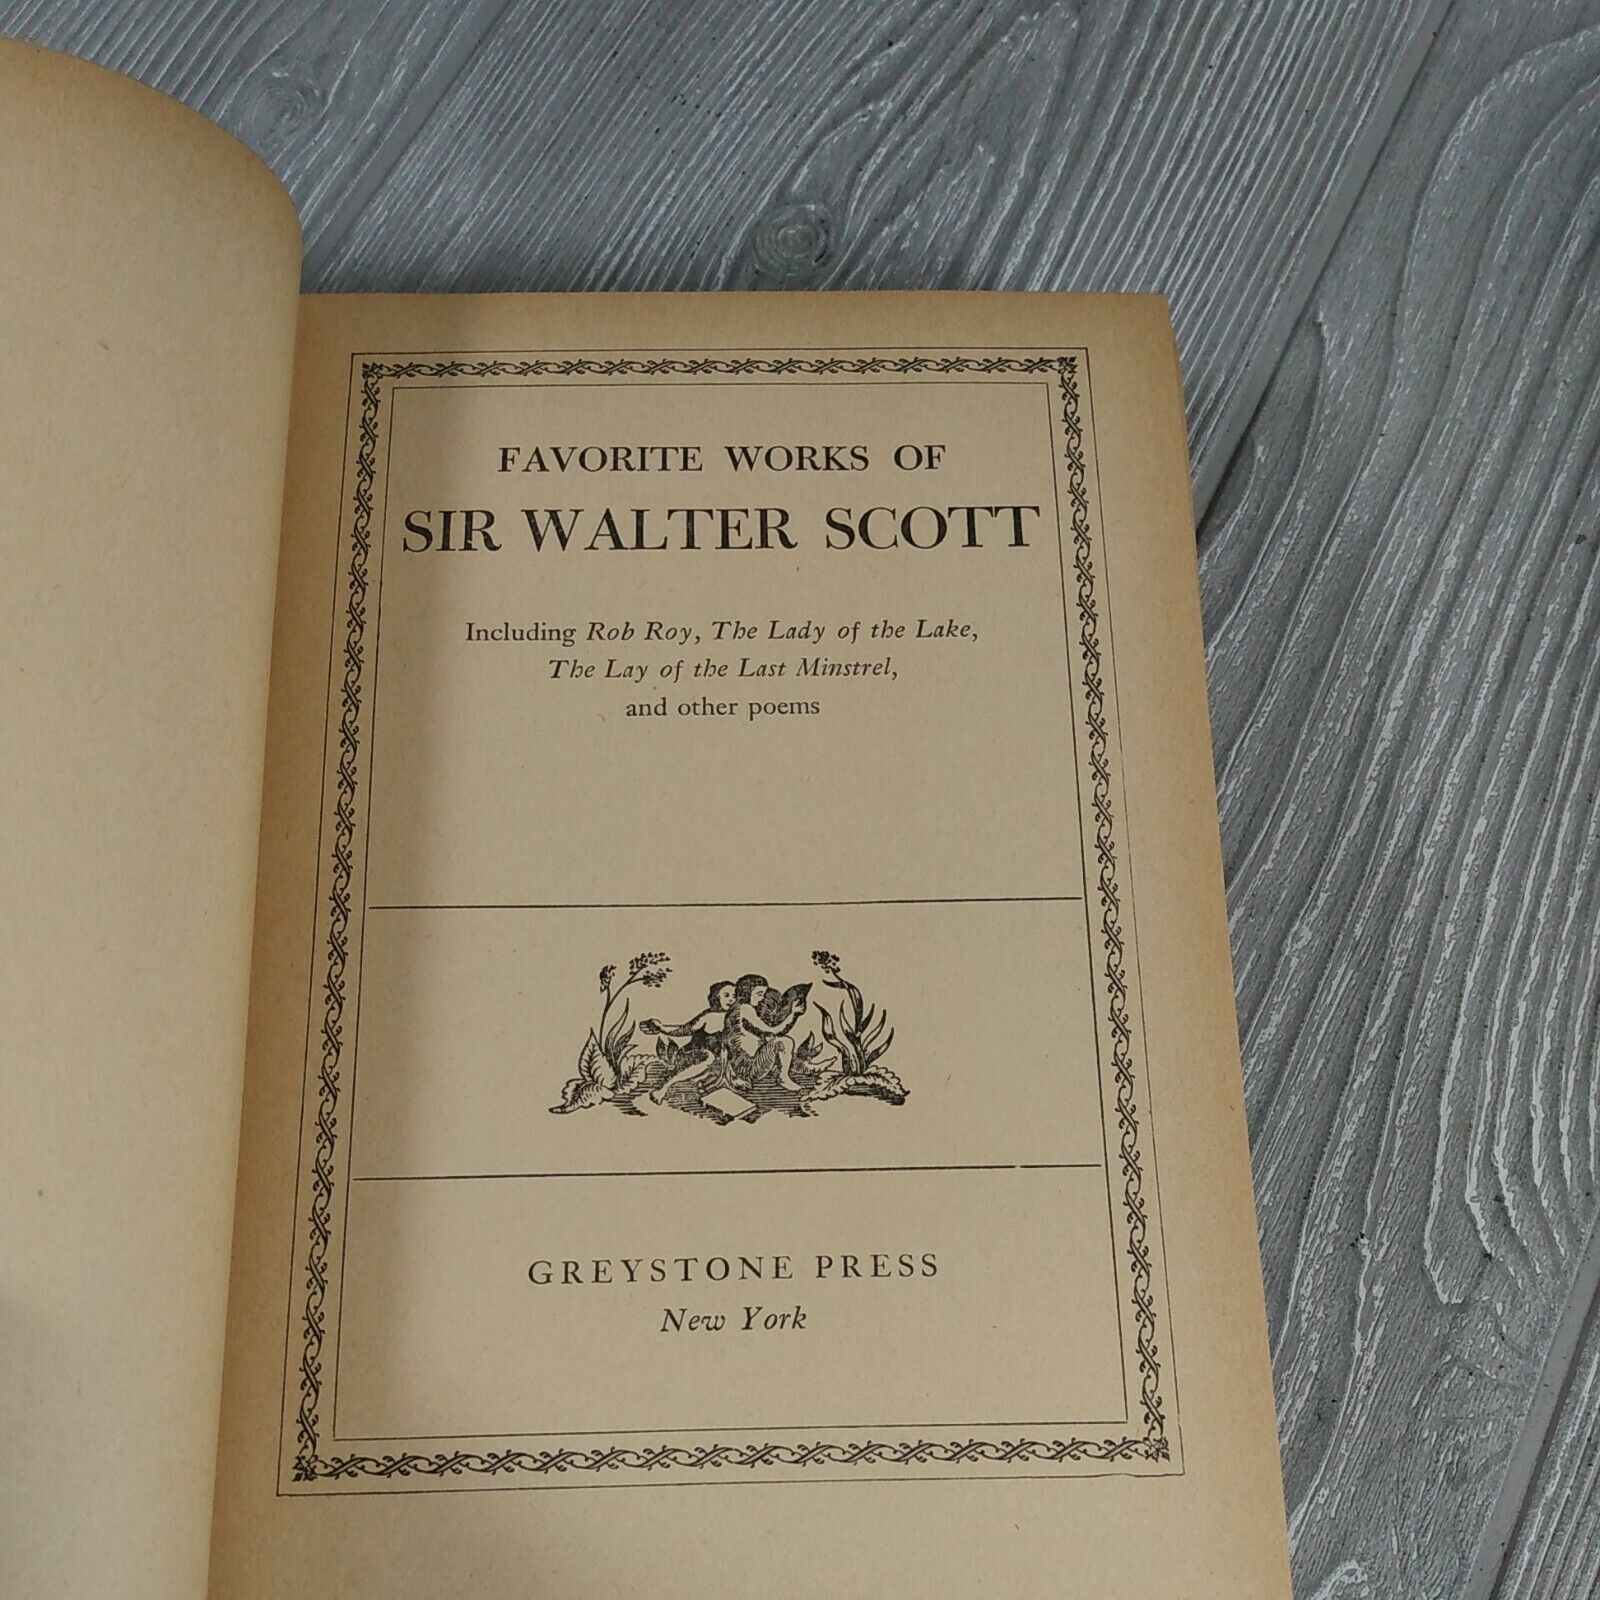 FAVORITE WORKS OF
SIR WALTER SCOTT
Including Rob Roy, The Lady of the Lake,
The Lay of the Last Minstrel,
and other poems
GREYSTONE PRESS
New York